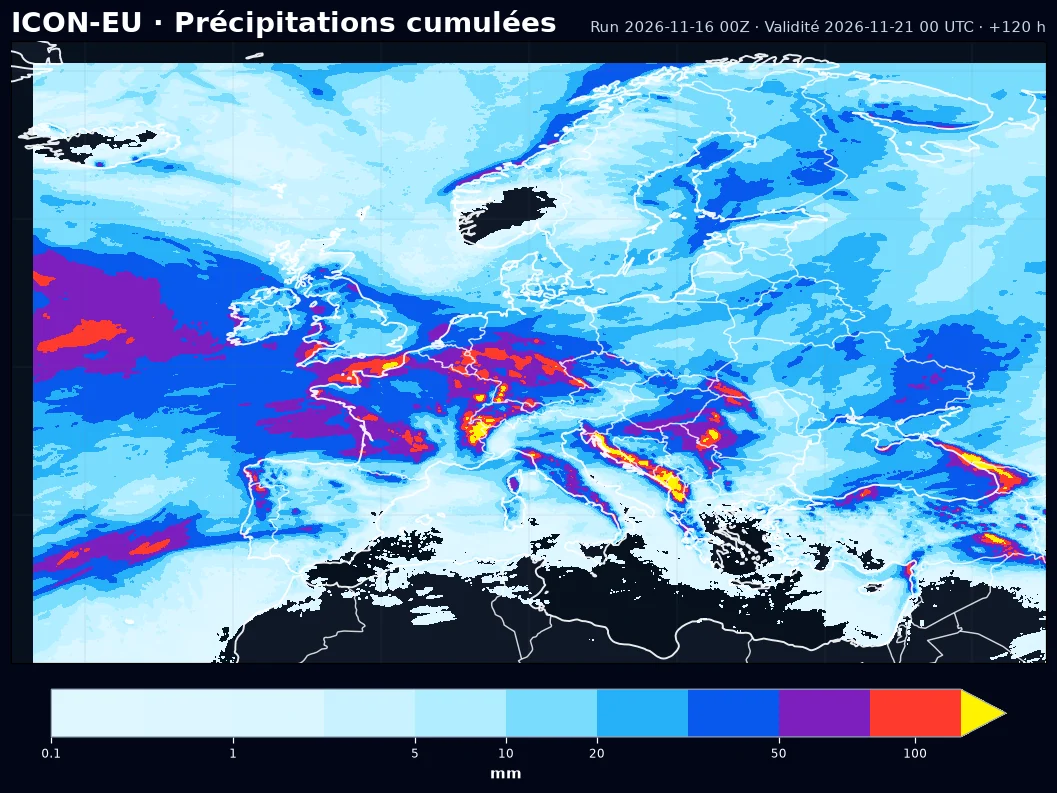 ICON-EU · Précipitations cumulées
Run 2026-11-16 00Z · Validité 2026-11-21 00 UTC · +120 h
0.1 1 5 10 20 50 100
mm